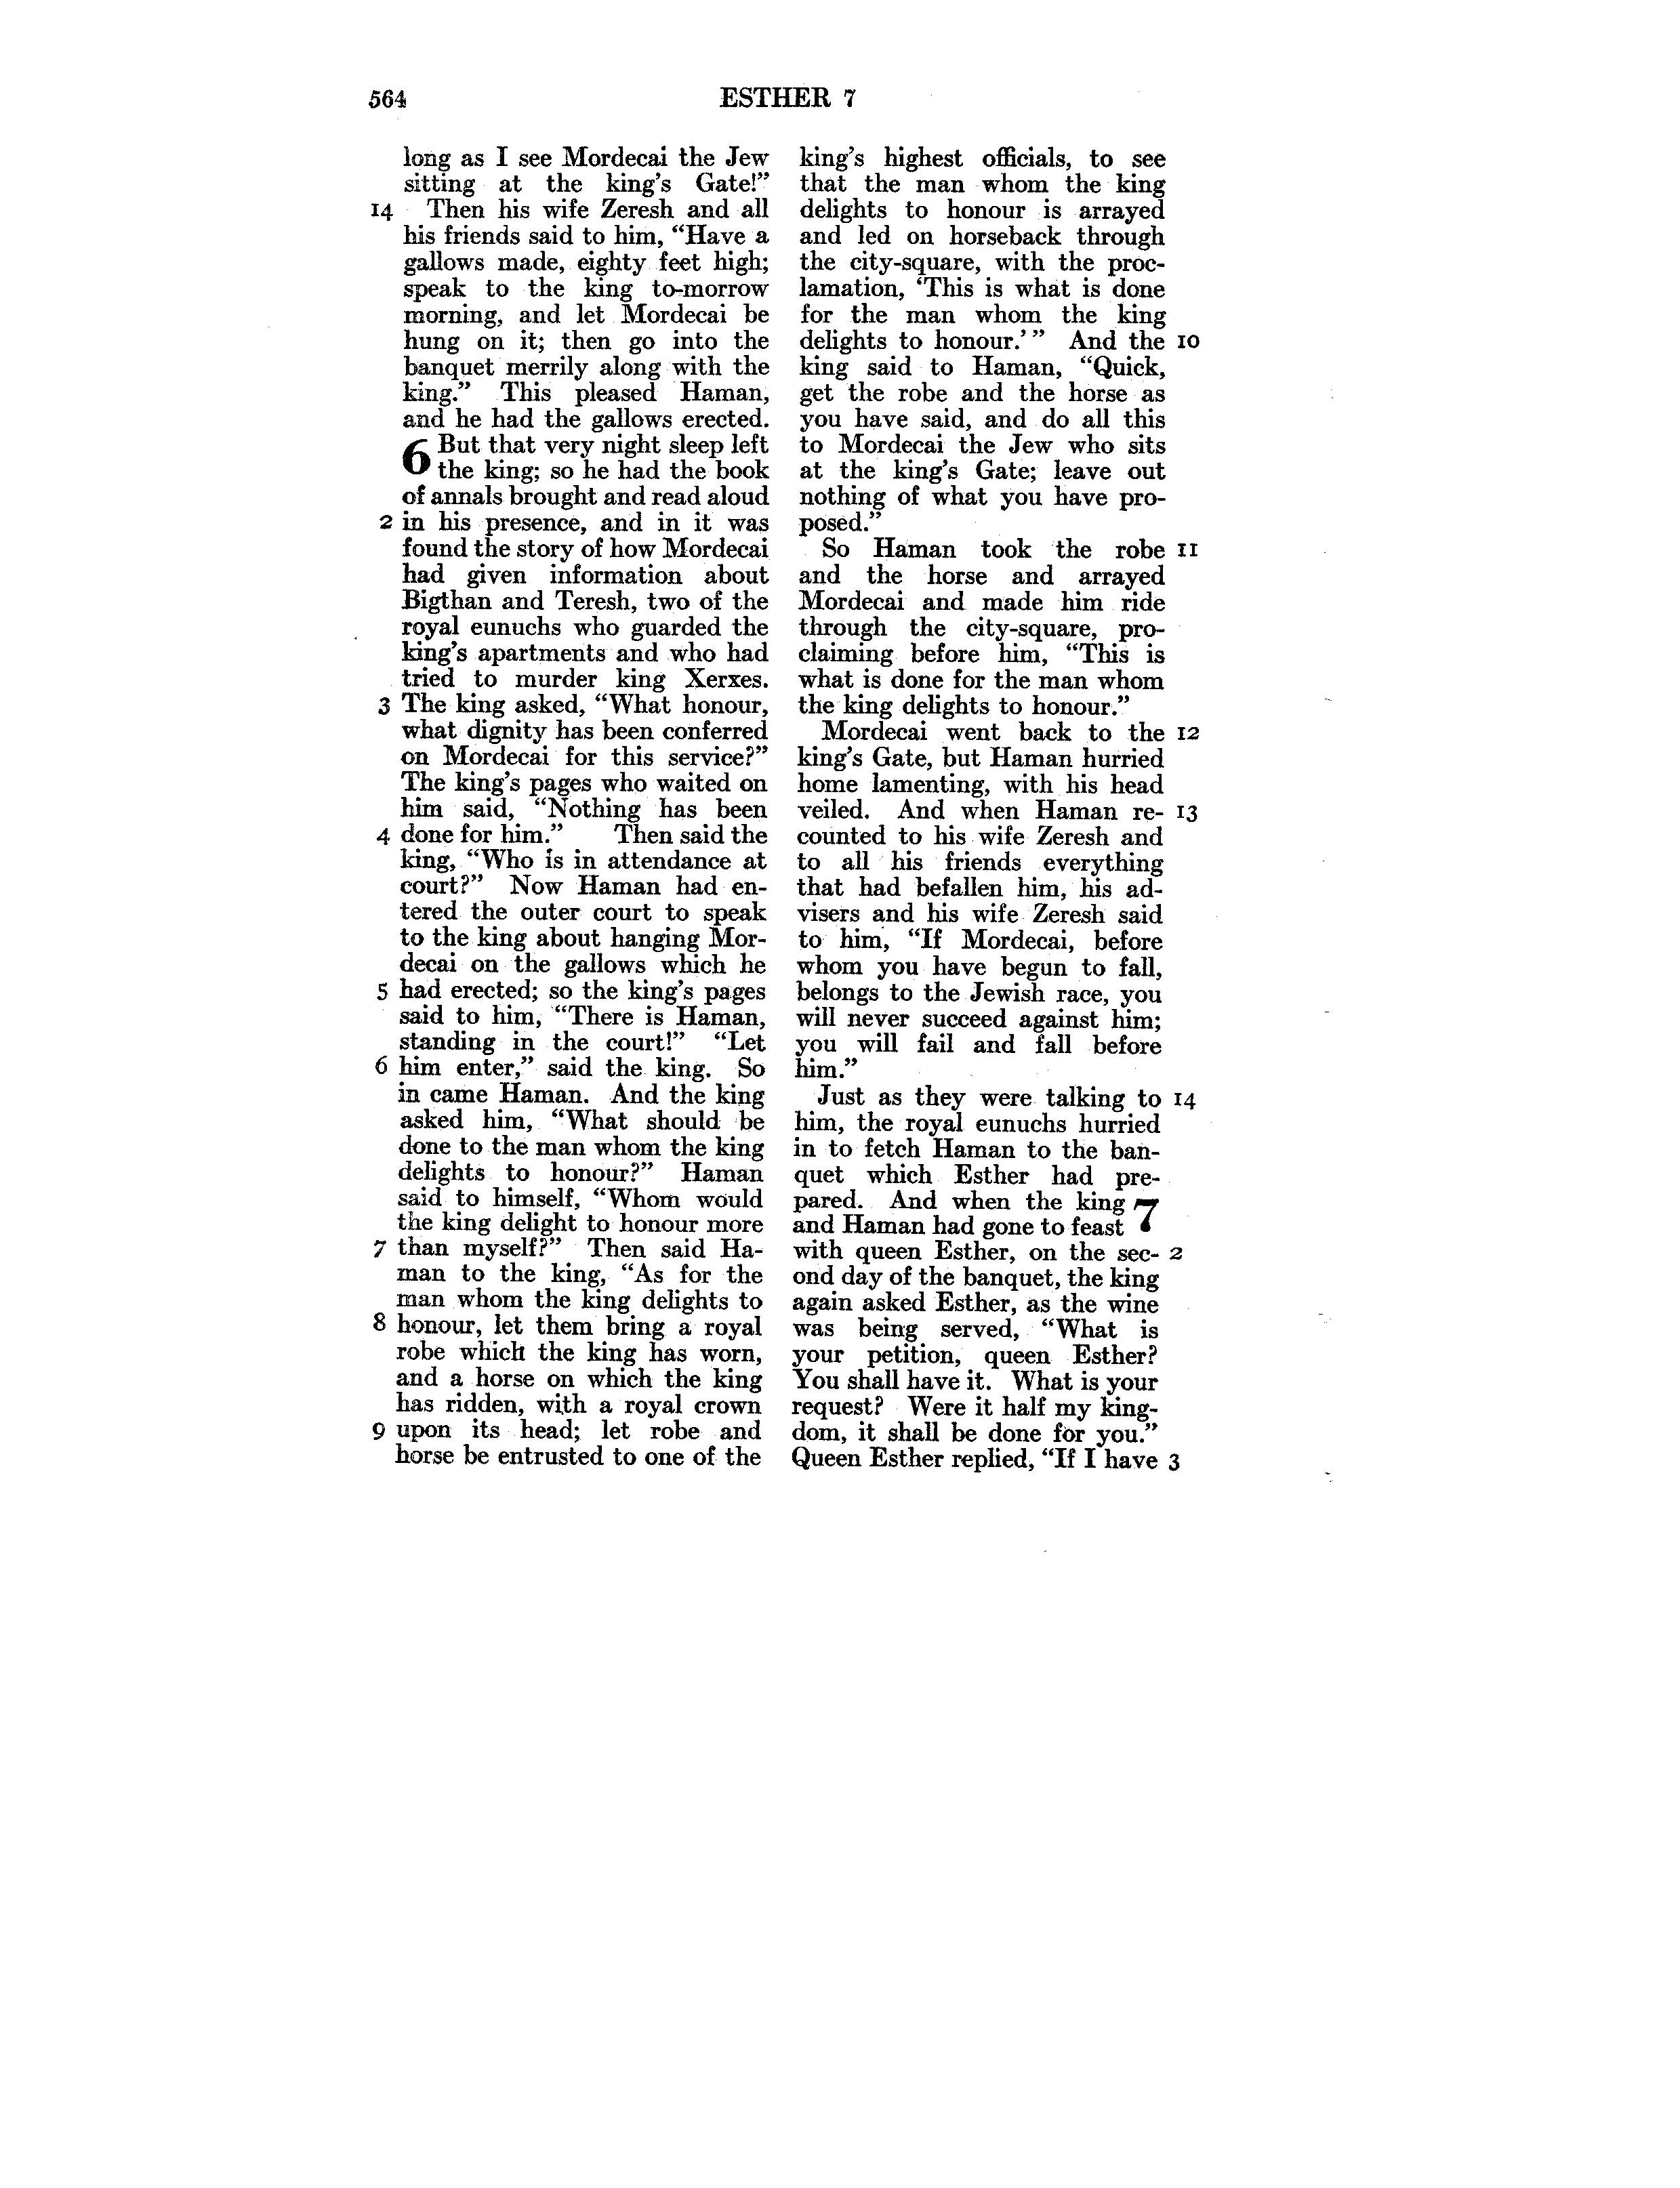 564
ESTHER 7
long as I see Mordecai the Jew
sitting at the king's Gate!”
14 Then his wife Zeresh and all
his friends said to him, “Have a
gallows made, eighty feet high;
speak to the king to-morrow
morning, and let Mordecai be
hung on it; then go into the
banquet merrily along with the
king.” This pleased Haman,
and he had the gallows erected.
6 But that very night sleep left
the king; so he had the book
of annals brought and read aloud
2 in his presence, and in it was
found the story of how Mordecai
had given information about
Bigthan and Teresh, two of the
royal eunuchs who guarded the
king's apartments and who had
tried to murder king Xerxes.
3 The king asked, “What honour,
what dignity has been conferred
on Mordecai for this service?”
The king's pages who waited on
him said, “Nothing has been
4 done for him.” Then said the
king, “Who is in attendance at
court?” Now Haman had en-
tered the outer court to speak
to the king about hanging Mor-
decai on the gallows which he
5 had erected; so the king's pages
said to him, “There is Haman,
standing in the court!” “Let
6 him enter,” said the king. So
in came Haman. And the king
asked him, “What should be
done to the man whom the king
delights to honour?” Haman
said to himself, “Whom would
the king delight to honour more
7 than myself?” Then said Ha-
man to the king, “As for the
man whom the king delights to
8 honour, let them bring a royal
robe which the king has worn,
and a horse on which the king
has ridden, with a royal crown
9 upon its head; let robe and
horse be entrusted to one of the
king's highest officials, to see
that the man whom the king
delights to honour is arrayed
and led on horseback through
the city-square, with the proc-
lamation, ‘This is what is done
for the man whom the king
delights to honour.’” And the 10
king said to Haman, “Quick,
get the robe and the horse as
you have said, and do all this
to Mordecai the Jew who sits
at the king's Gate; leave out
nothing of what you have pro-
posed.”
So Haman took the robe 11
and the horse and arrayed
Mordecai and made him ride
through the city-square, pro-
claiming before him, “This is
what is done for the man whom
the king delights to honour.”
Mordecai went back to the 12
king's Gate, but Haman hurried
home lamenting, with his head
veiled. And when Haman re- 13
counted to his wife Zeresh and
to all his friends everything
that had befallen him, his ad-
visers and his wife Zeresh said
to him, “If Mordecai, before
whom you have begun to fall,
belongs to the Jewish race, you
will never succeed against him;
you will fail and fall before
him.”
Just as they were talking to 14
him, the royal eunuchs hurried
in to fetch Haman to the ban-
quet which Esther had pre-
pared. And when the king 7
and Haman had gone to feast
with queen Esther, on the sec- 2
ond day of the banquet, the king
again asked Esther, as the wine
was being served, “What is
your petition, queen Esther?
You shall have it. What is your
request? Were it half my king-
dom, it shall be done for you.”
Queen Esther replied, “If I have 3